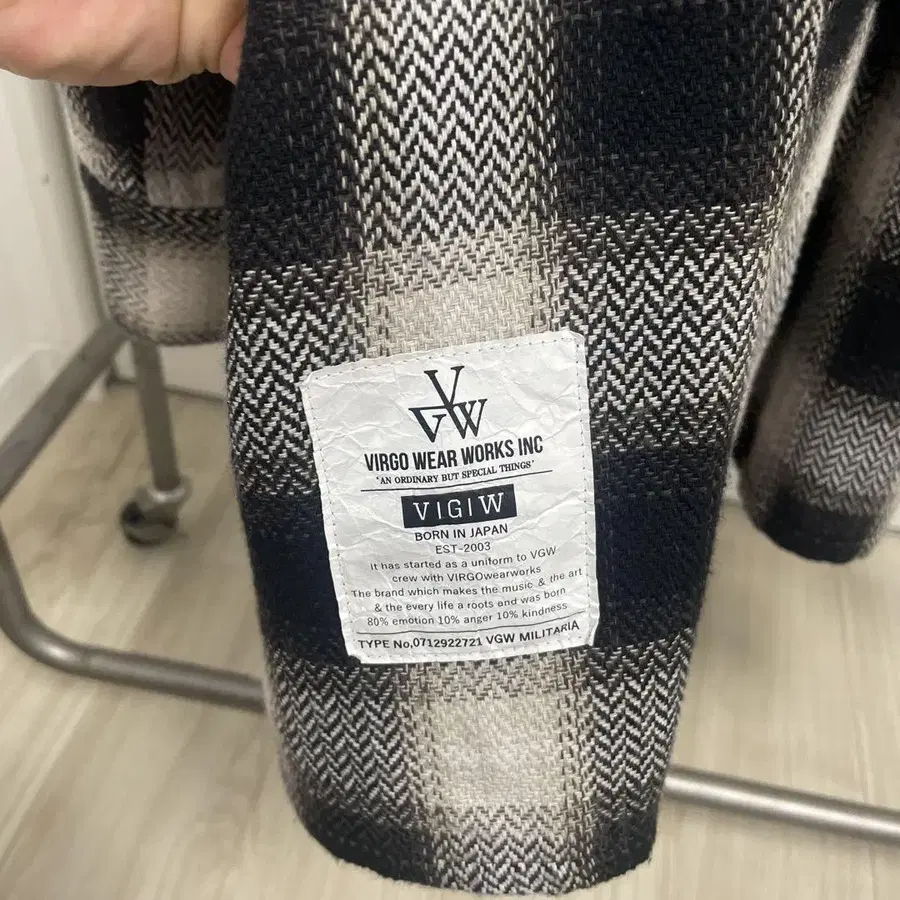 VGW
VIRGO WEAR WORKS INC
"AN ORDINARY BUT SPECIAL THINGS"
VIGIW
BORN IN JAPAN
EST-2003
It has started as a uniform to VGW
crew with VIRGOwearworks
The brand which makes the music & the art
& the every life a roots and was born
80% emotion 10% anger 10% kindness
TYPE No,0712922721 VGW MILITARIA